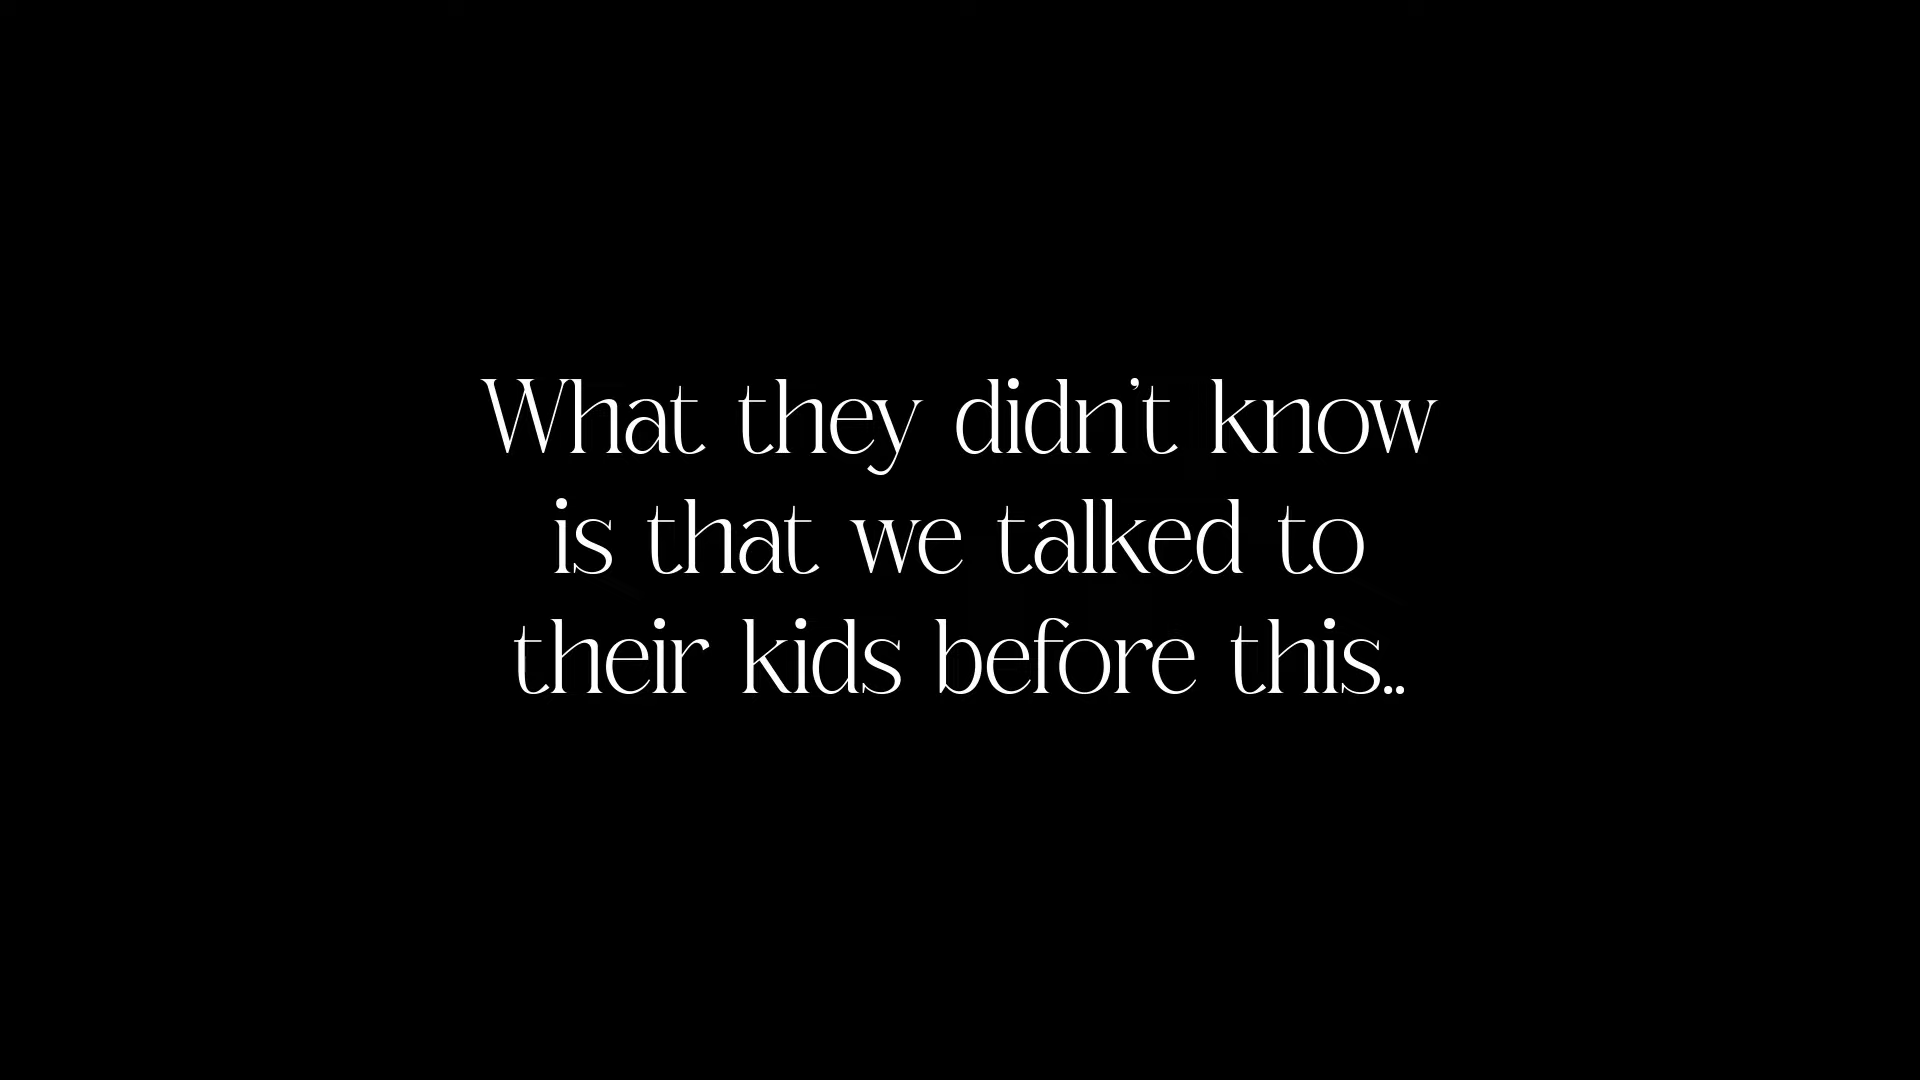 What they didn't know
is that we talked to
their kids before this..